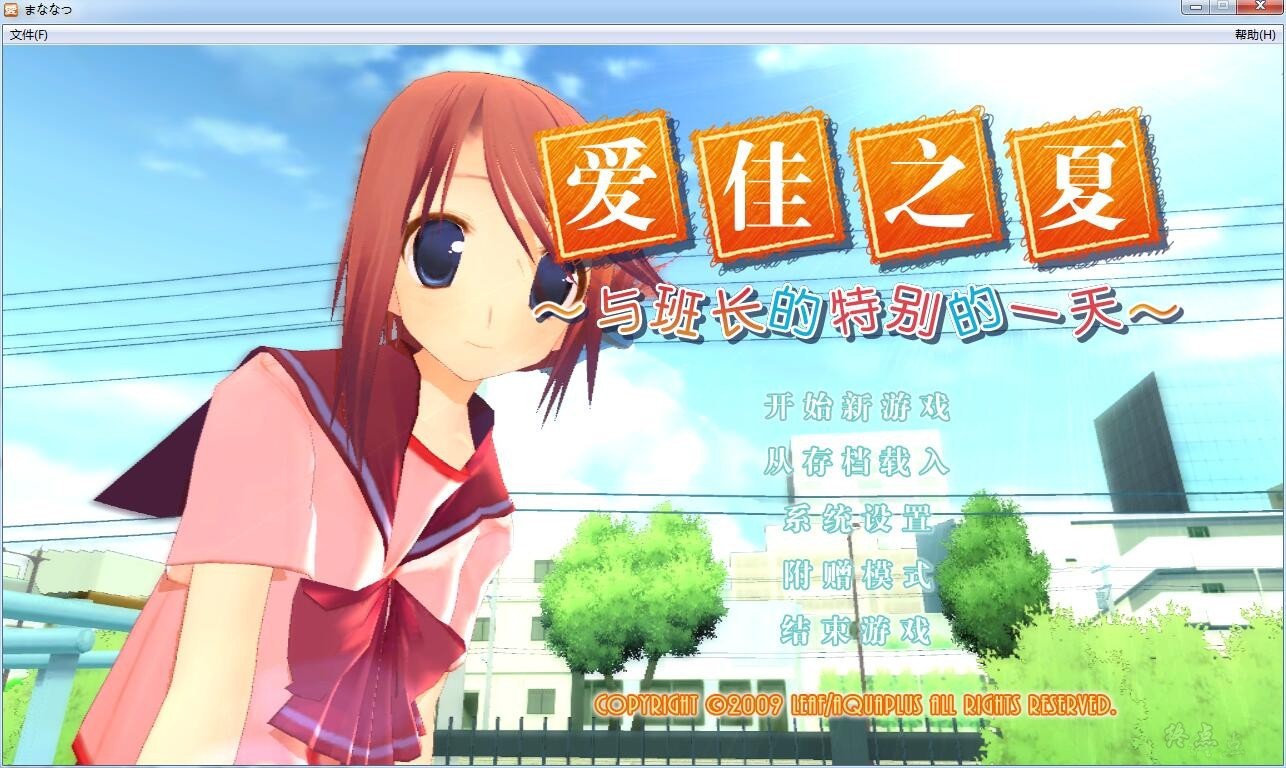 まななつ
文件(F) 帮助(H)
爱佳之夏
～与班长的特别的一天～
开始新游戏
从存档载入
系统设置
附赠模式
结束游戏
COPYRIGHT ©2009 LEAF/AQUAPLUS ALL RIGHTS RESERVED.
终点